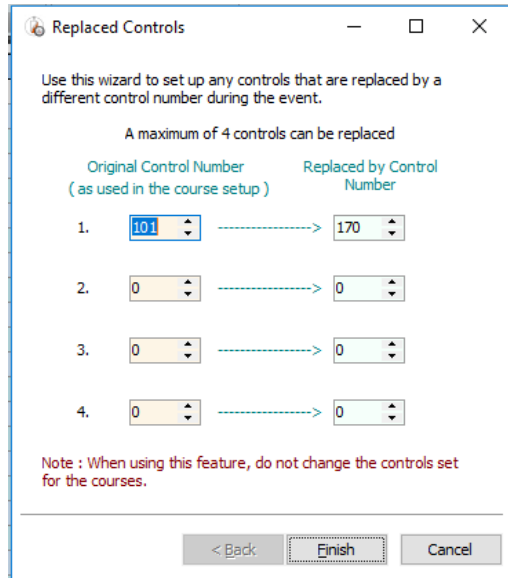 Replaced Controls
Use this wizard to set up any controls that are replaced by a
different control number during the event.
A maximum of 4 controls can be replaced
Original Control Number
( as used in the course setup )
Replaced by Control
Number
1. 101 ----------------> 170
2. 0 ----------------> 0
3. 0 ----------------> 0
4. 0 ----------------> 0
Note : When using this feature, do not change the controls set
for the courses.
< Back Finish Cancel